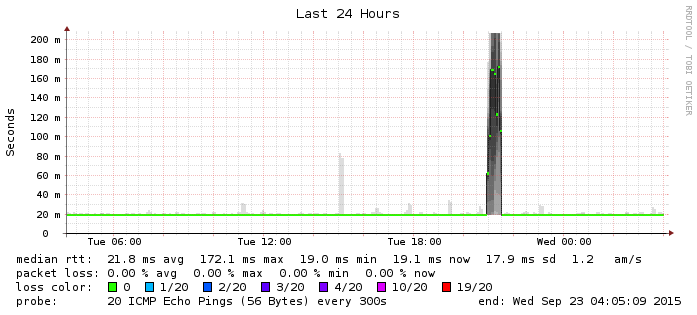 Last 24 Hours
RRDTOOL / TOBI OETIKER
Seconds
200 m
180 m
160 m
140 m
120 m
100 m
80 m
60 m
40 m
20 m
0
Tue 06:00 Tue 12:00 Tue 18:00 Wed 00:00
median rtt: 21.8 ms avg 172.1 ms max 19.0 ms min 19.1 ms now 17.9 ms sd 1.2 am/s
packet loss: 0.00 % avg 0.00 % max 0.00 % min 0.00 % now
loss color: 0 1/20 2/20 3/20 4/20 10/20 19/20
probe: 20 ICMP Echo Pings (56 Bytes) every 300s end: Wed Sep 23 04:05:09 2015